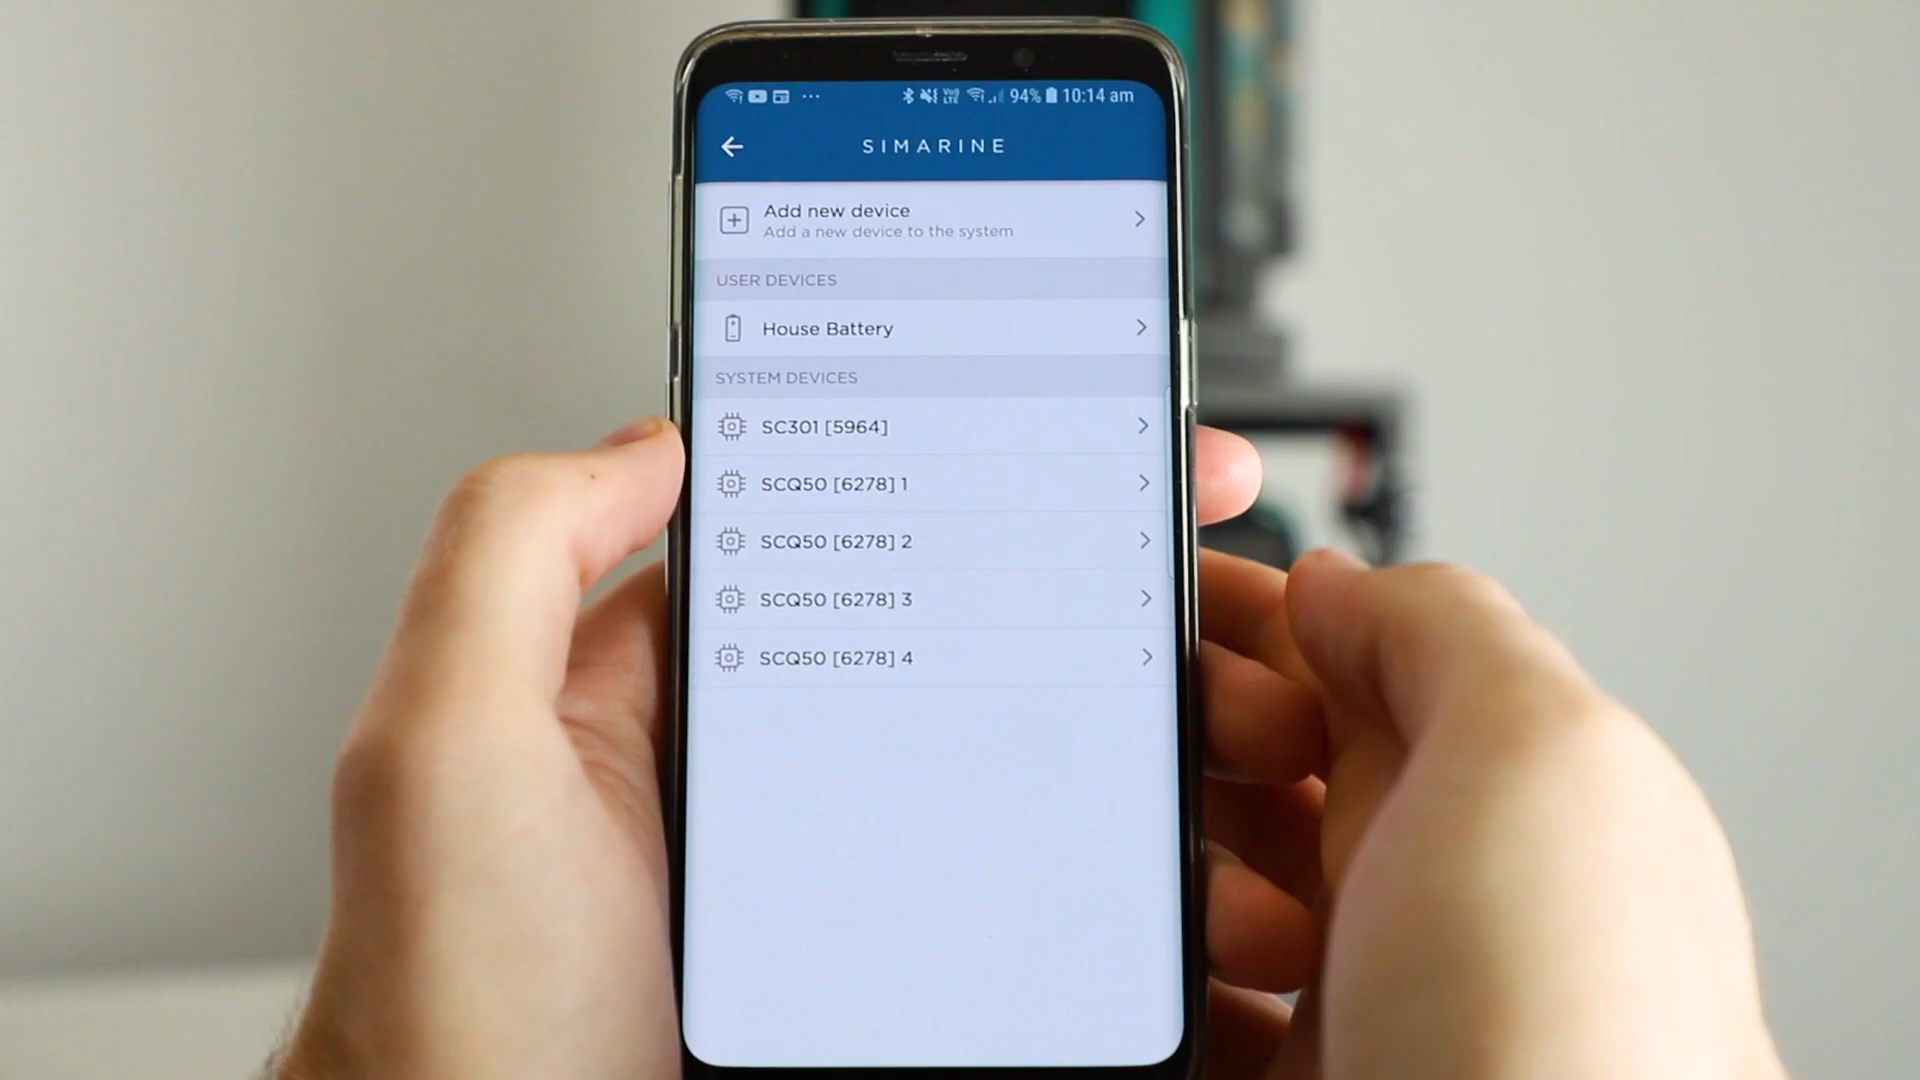 94% 10:14 am
SIMARINE
Add new device
Add a new device to the system
USER DEVICES
House Battery
SYSTEM DEVICES
SC301 [5964]
SCQ50 [6278] 1
SCQ50 [6278] 2
SCQ50 [6278] 3
SCQ50 [6278] 4